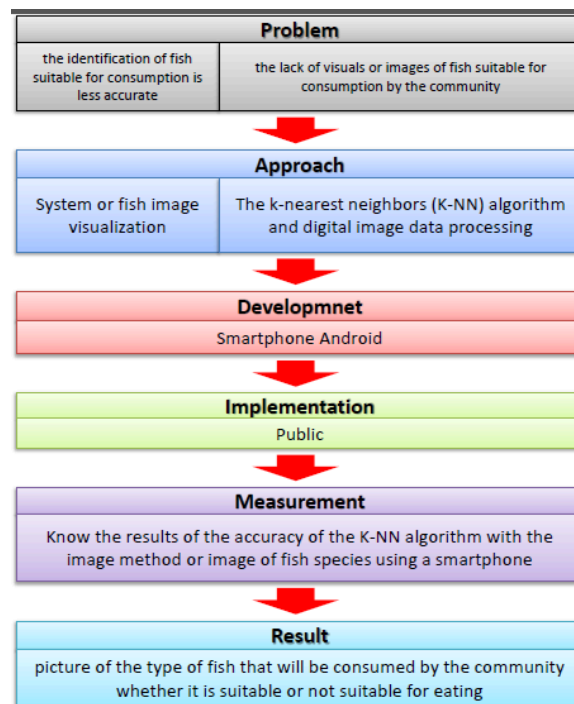 Problem
the identification of fish
suitable for consumption is
less accurate
the lack of visuals or images of fish suitable for
consumption by the community
Approach
System or fish image
visualization
The k-nearest neighbors (K-NN) algorithm
and digital image data processing
Developmnet
Smartphone Android
Implementation
Public
Measurement
Know the results of the accuracy of the K-NN algorithm with the
image method or image of fish species using a smartphone
Result
picture of the type of fish that will be consumed by the community
whether it is suitable or not suitable for eating